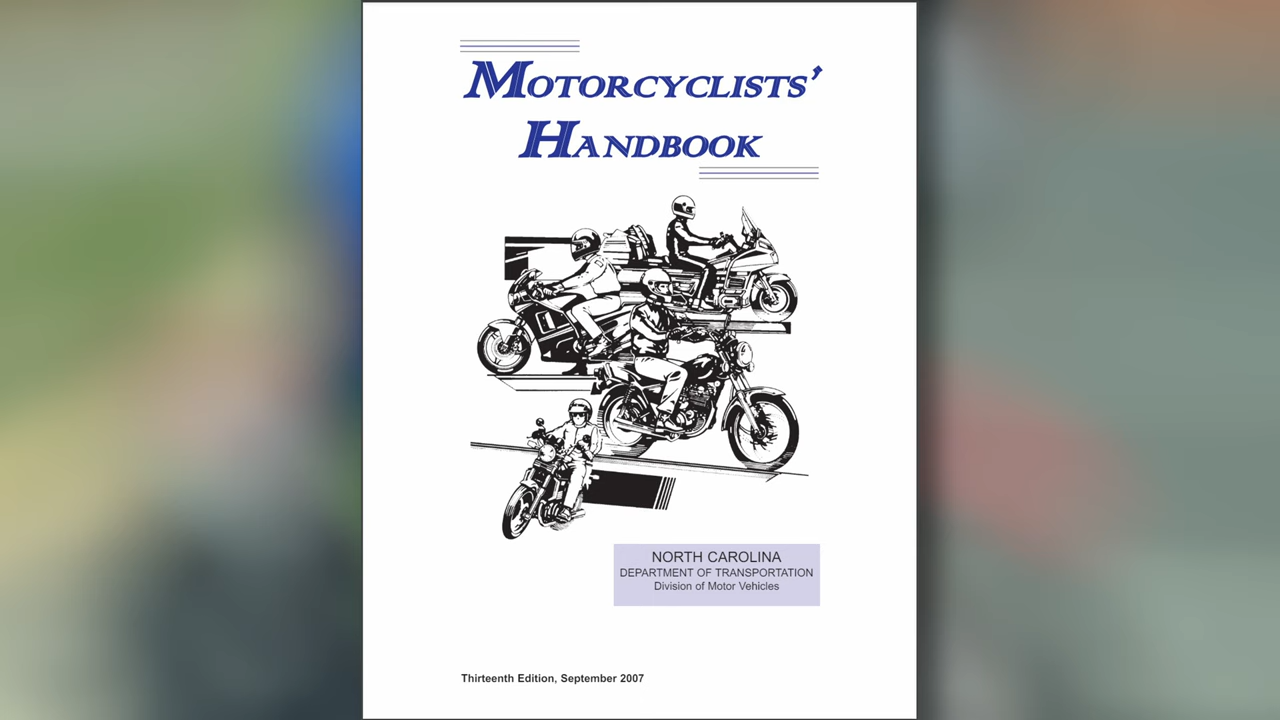 MOTORCYCLISTS'
HANDBOOK
NORTH CAROLINA
DEPARTMENT OF TRANSPORTATION
Division of Motor Vehicles
Thirteenth Edition, September 2007